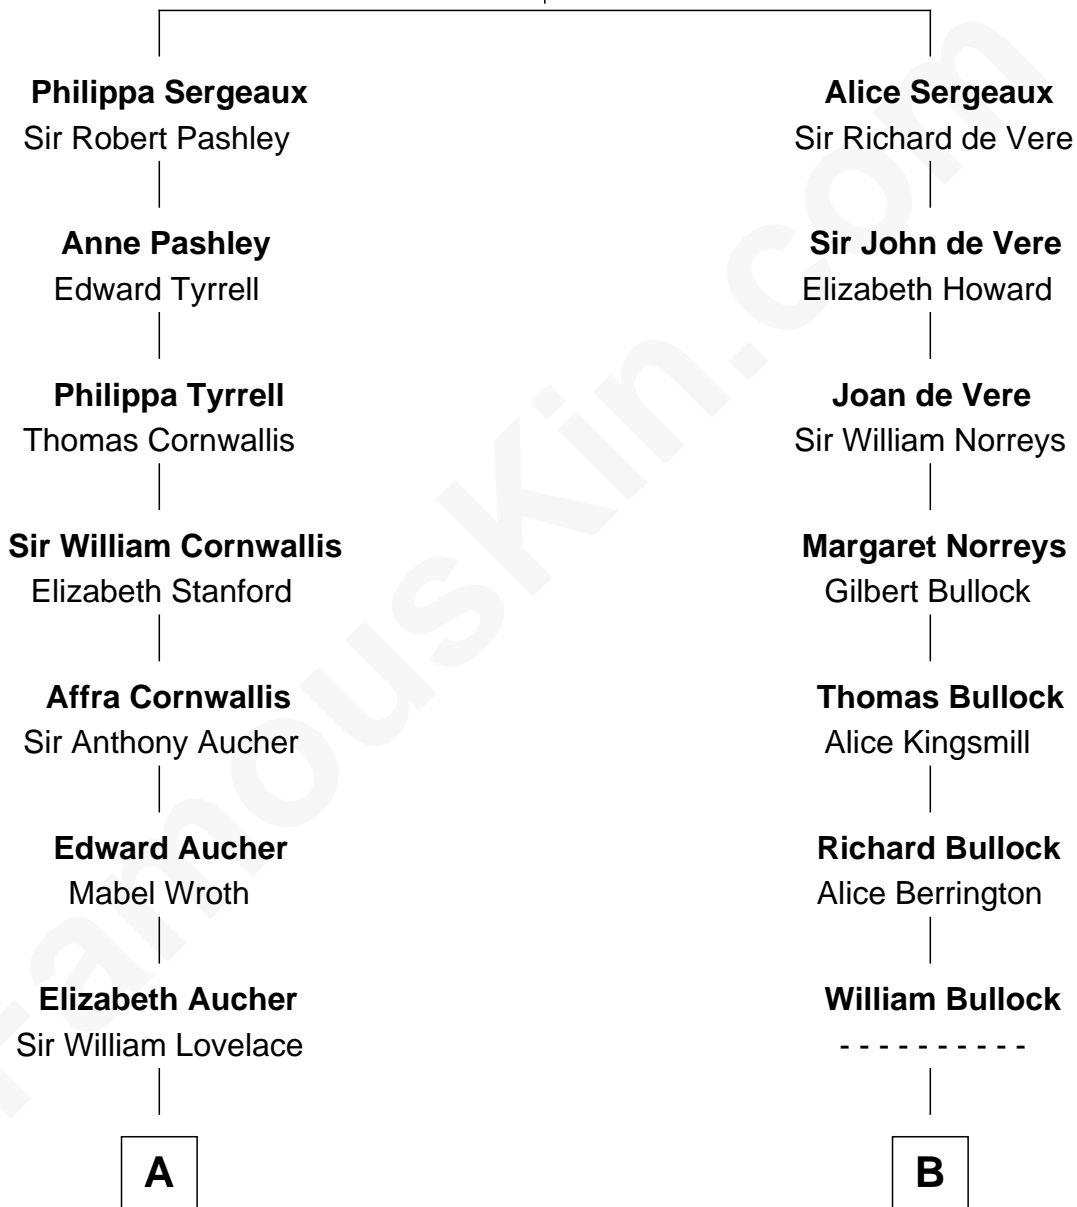 Philippa Sergeaux
Sir Robert Pashley
Anne Pashley
Edward Tyrrell
Philippa Tyrrell
Thomas Cornwallis
Sir William Cornwallis
Elizabeth Stanford
Affra Cornwallis
Sir Anthony Aucher
Edward Aucher
Mabel Wroth
Elizabeth Aucher
Sir William Lovelace
A
Alice Sergeaux
Sir Richard de Vere
Sir John de Vere
Elizabeth Howard
Joan de Vere
Sir William Norreys
Margaret Norreys
Gilbert Bullock
Thomas Bullock
Alice Kingsmill
Richard Bullock
Alice Berrington
William Bullock
- - - - - - - - - -
B
FamousKin.com